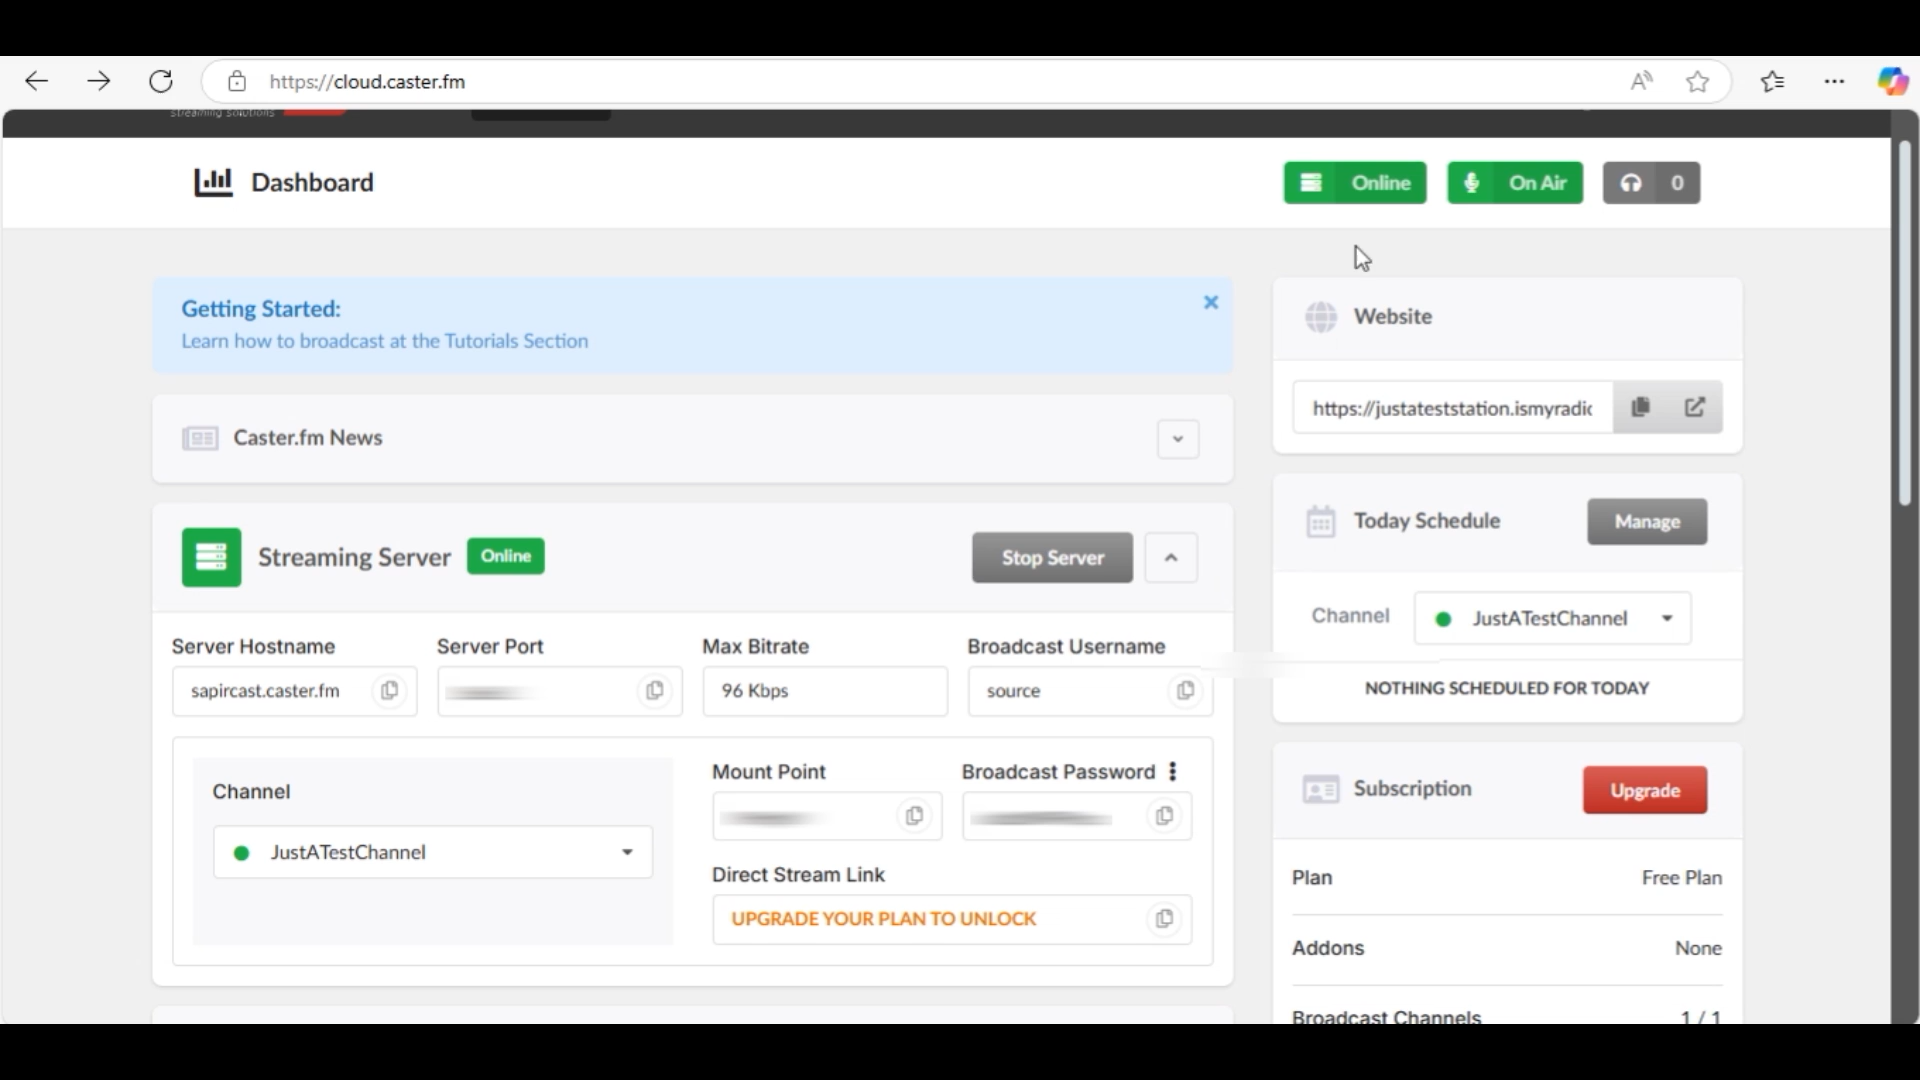 https://cloud.caster.fm
streaming solutions
Dashboard
Online
On Air
0
Getting Started:
Learn how to broadcast at the Tutorials Section
Caster.fm News
Streaming Server
Online
Stop Server
Server Hostname
Server Port
Max Bitrate
Broadcast Username
sapircast.caster.fm
96 Kbps
source
Channel
JustATestChannel
Mount Point
Broadcast Password
Direct Stream Link
UPGRADE YOUR PLAN TO UNLOCK
Website
https://justateststation.ismyradio
Today Schedule
Manage
Channel
JustATestChannel
NOTHING SCHEDULED FOR TODAY
Subscription
Upgrade
Plan
Free Plan
Addons
None
Broadcast Channels
1 / 1